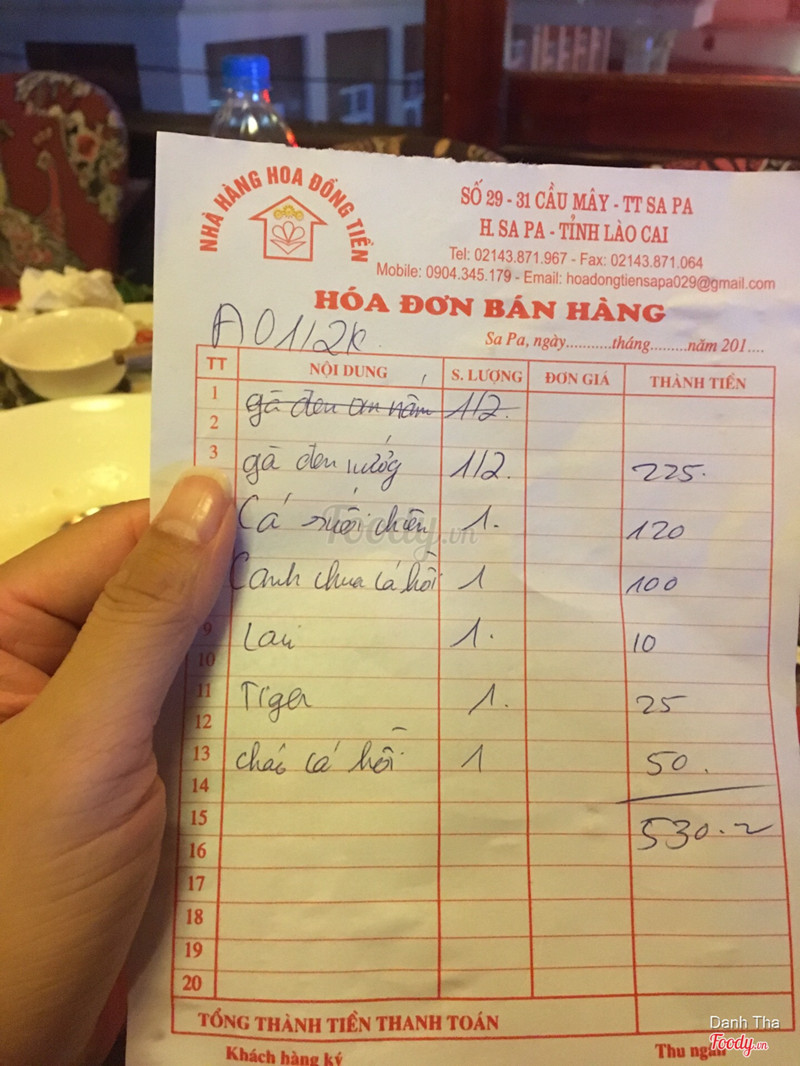 NHÀ HÀNG HOA ĐỒNG TIỀN
SỐ 29 - 31 CẦU MÂY - TT SA PA
H. SA PA - TỈNH LÀO CAI
Tel: 02143.871.967 - Fax: 02143.871.064
Mobile: 0904.345.179 - Email: hoadongtiensapa029@gmail.com
HÓA ĐƠN BÁN HÀNG
A01/2k
Sa Pa, ngày...........tháng.........năm 201....
TT NỘI DUNG S. LƯỢNG ĐƠN GIÁ THÀNH TIỀN
1 gà đen 1/2.
2
3 gà đen nướng 1/2. 225.
Cá suối chiên 1. 120
Canh chua cá hồi 1 100
9 Lavi 1. 10
10
11 Tiger 1. 25
12
13 cháo cá hồi 1 50.
14
15 530.
16
17
18
19
20
TỔNG THÀNH TIỀN THANH TOÁN
Khách hàng ký Thu ngân
Foody.vn
Danh Tha
Foody.vn